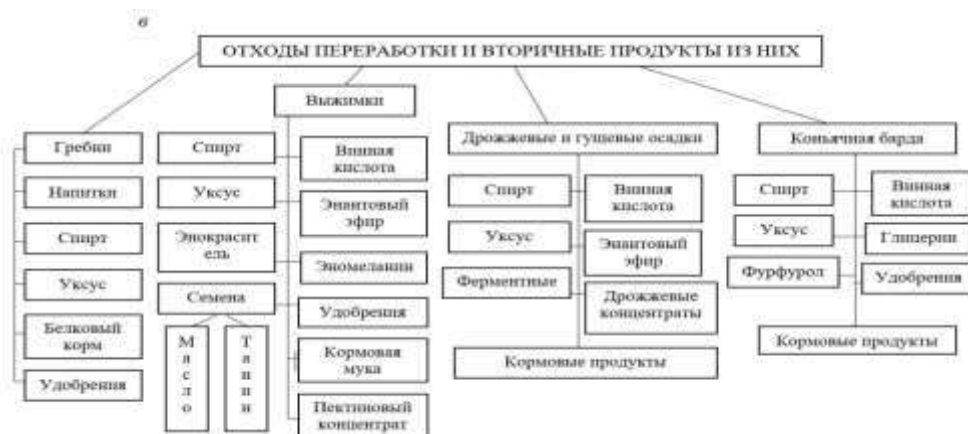 в
ОТХОДЫ ПЕРЕРАБОТКИ И ВТОРИЧНЫЕ ПРОДУКТЫ ИЗ НИХ
Гребни
Напитки
Спирт
Уксус
Белковый
корм
Удобрения
Выжимки
Спирт
Уксус
Энокрасит
ель
Семена
М
а
с
л
о
Т
а
н
и
н
Винная
кислота
Энантовый
эфир
Эномеланин
Удобрения
Кормовая
мука
Пектиновый
концентрат
Дрожжевые и гущевые осадки
Спирт
Уксус
Ферментные
Винная
кислота
Энантовый
эфир
Дрожжевые
концентраты
Кормовые продукты
Коньячная барда
Спирт
Уксус
Фурфурол
Винная
кислота
Глицерин
Удобрения
Кормовые продукты